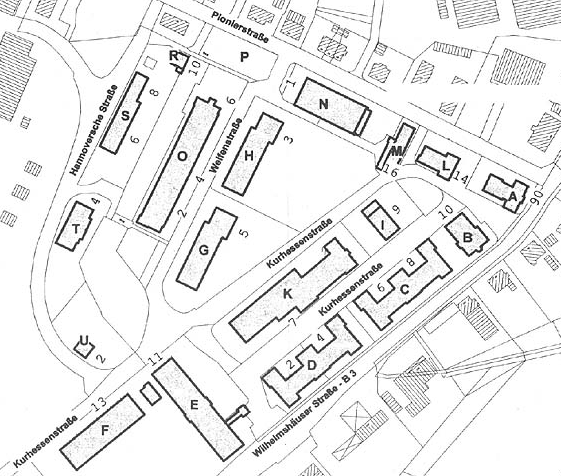 Pionierstraße
R
10
P
Hannoversche Straße
S
8
6
O
6
4
2
Welfenstraße
H
3
1
N
M
16
L
14
A
90
T
4
G
5
Kurhessenstraße
I
9
10
B
K
7
Kurhessenstraße
6
8
C
U
2
2
4
D
11
E
13
F
Kurhessenstraße
Wilhelmshäuser Straße - B 3